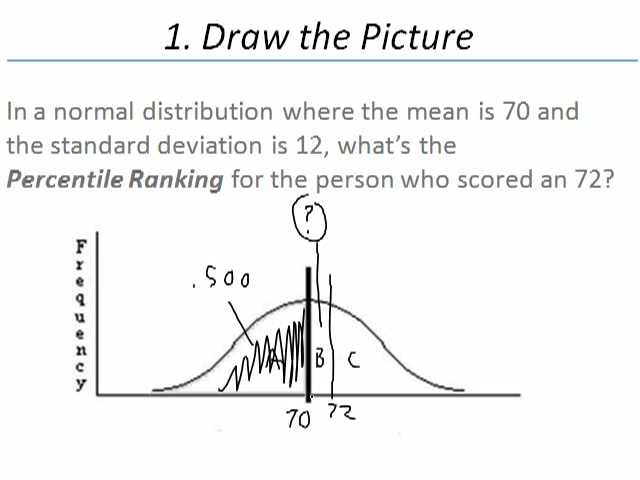 1. Draw the Picture
In a normal distribution where the mean is 70 and
the standard deviation is 12, what's the
Percentile Ranking for the person who scored an 72?
?
Frequency
.500
A B C
70 72